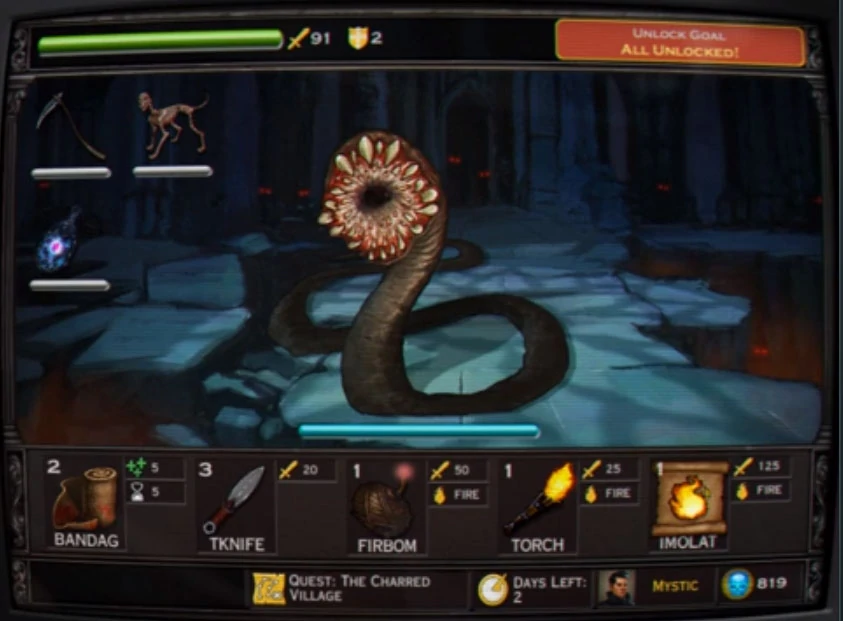 91
2
UNLOCK GOAL
ALL UNLOCKED!
2
5
5
BANDAG
3
20
TKNIFE
1
50
FIRE
FIRBOM
1
25
FIRE
TORCH
1
125
FIRE
IMOLAT
QUEST: THE CHARRED
VILLAGE
DAYS LEFT:
2
MYSTIC
819